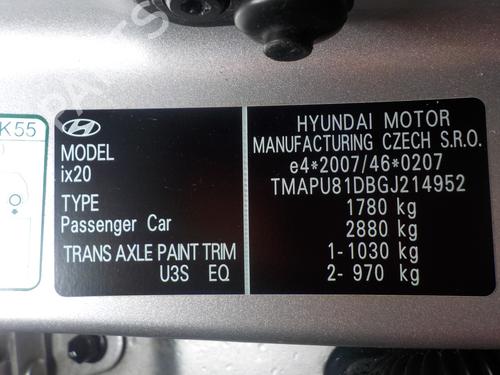 K55
MODEL
ix20
TYPE
Passenger Car
TRANS AXLE PAINT TRIM
U3S EQ
HYUNDAI MOTOR
MANUFACTURING CZECH S.R.O.
e4*2007/46*0207
TMAPU81DBGJ214952
1780 kg
2880 kg
1- 1030 kg
2- 970 kg